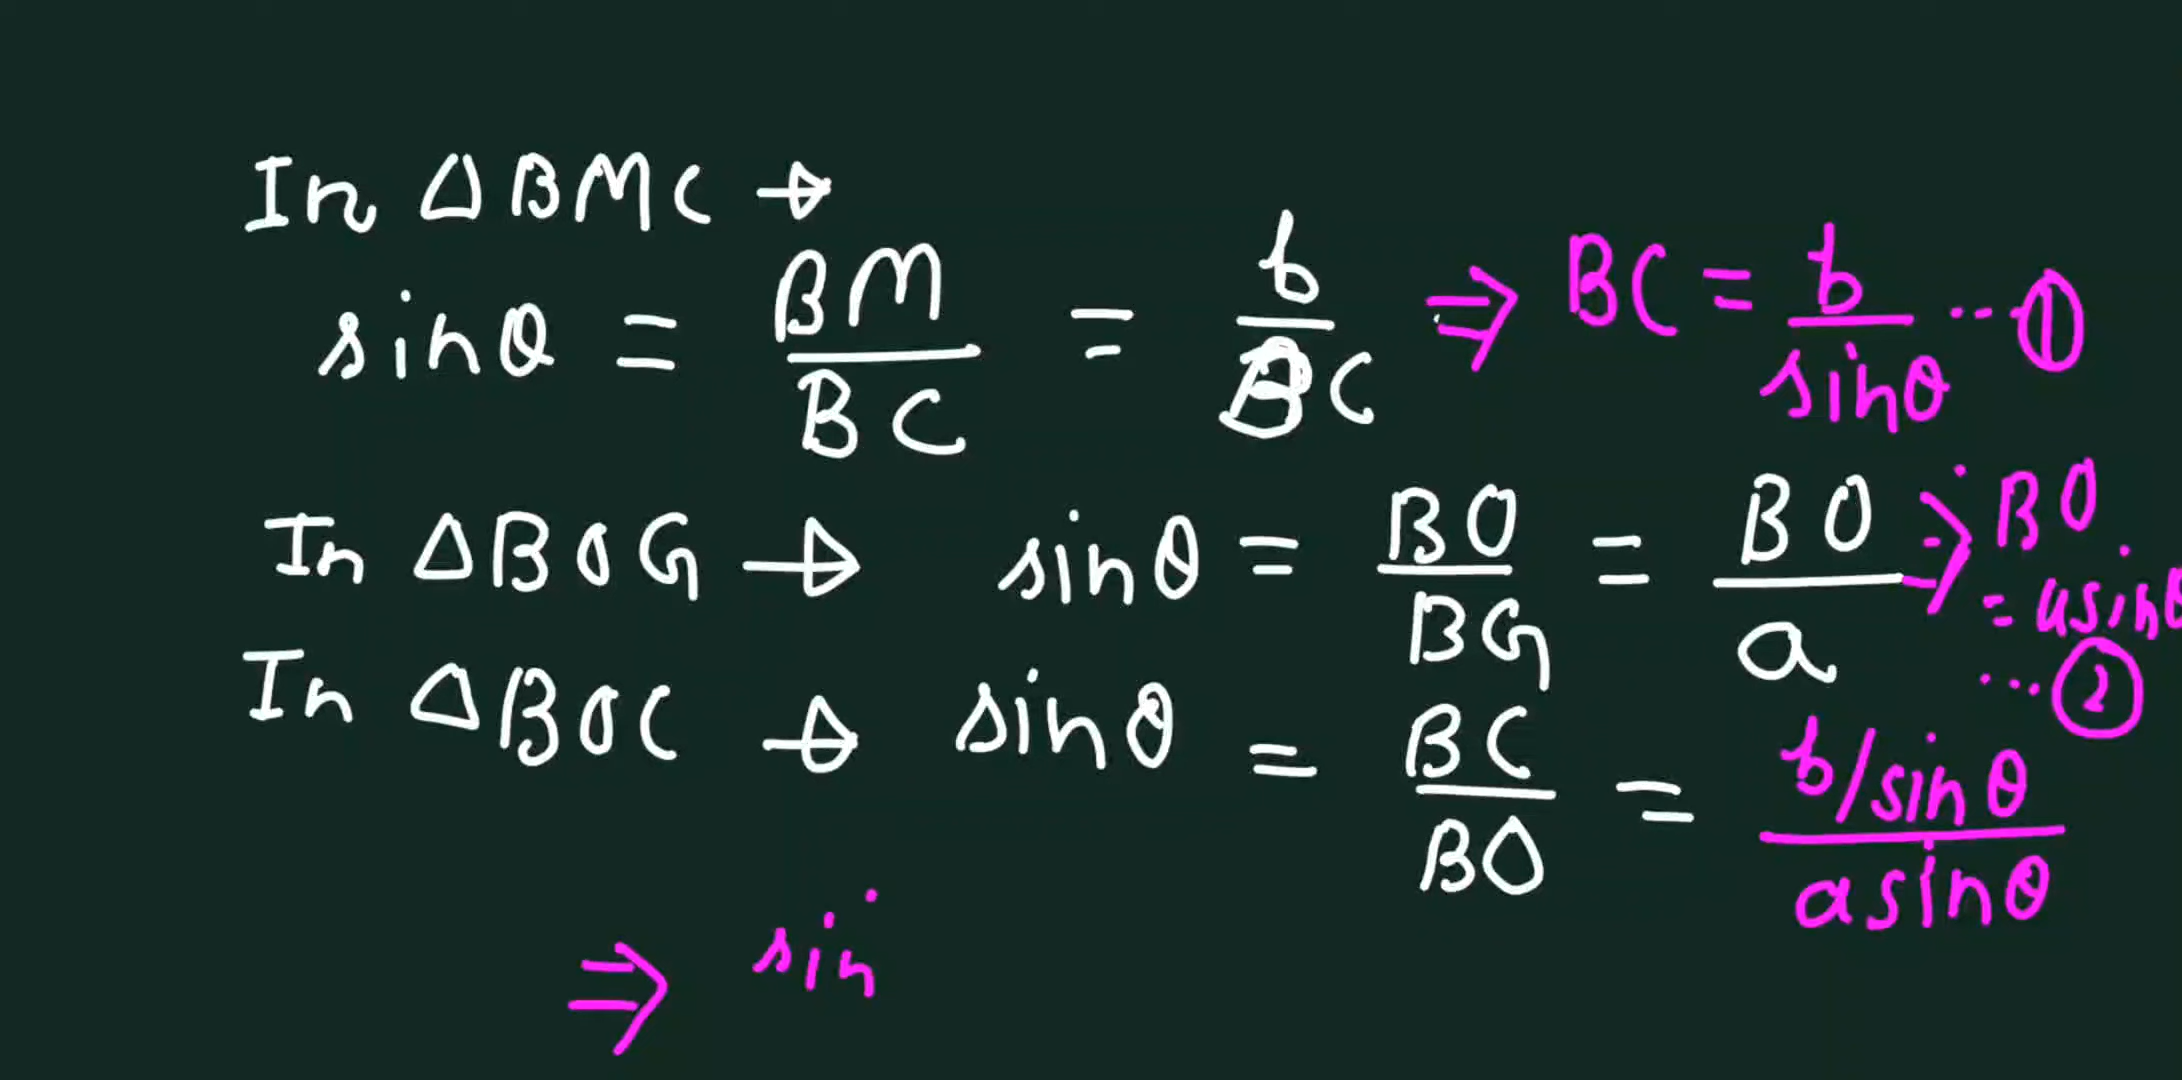 In △BMC →
sinθ = BM/BC = b/BC ⇒ BC = b/sinθ ...①
In △BOG → sinθ = BO/BG = BO/a ⇒ BO = asinθ ...②
In △BOC → sinθ = BC/BO = b/sinθ / asinθ
⇒ sin